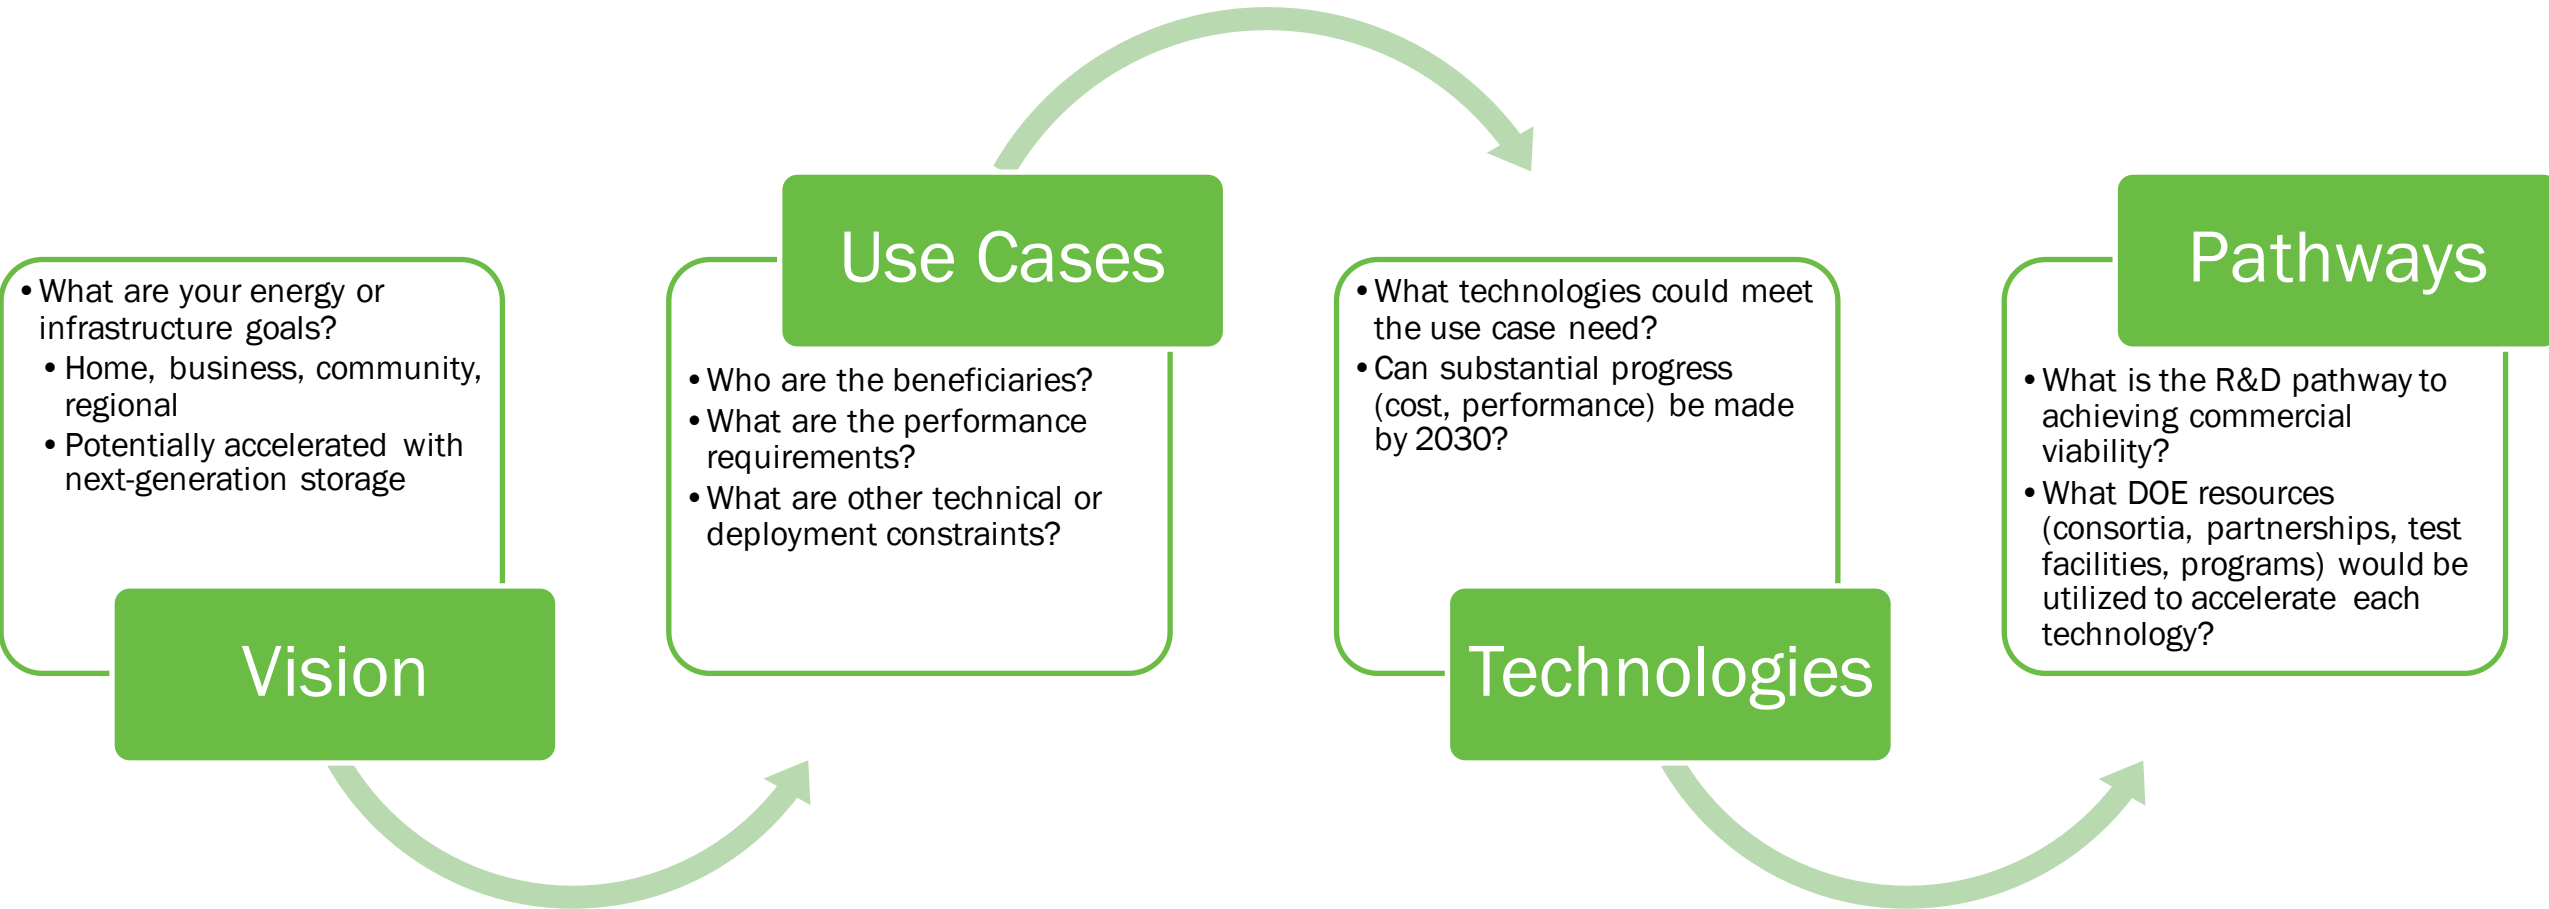 • What are your energy or
infrastructure goals?
• Home, business, community,
regional
• Potentially accelerated with
next-generation storage
Vision
Use Cases
• Who are the beneficiaries?
• What are the performance
requirements?
• What are other technical or
deployment constraints?
• What technologies could meet
the use case need?
• Can substantial progress
(cost, performance) be made
by 2030?
Technologies
Pathways
• What is the R&D pathway to
achieving commercial
viability?
• What DOE resources
(consortia, partnerships, test
facilities, programs) would be
utilized to accelerate each
technology?